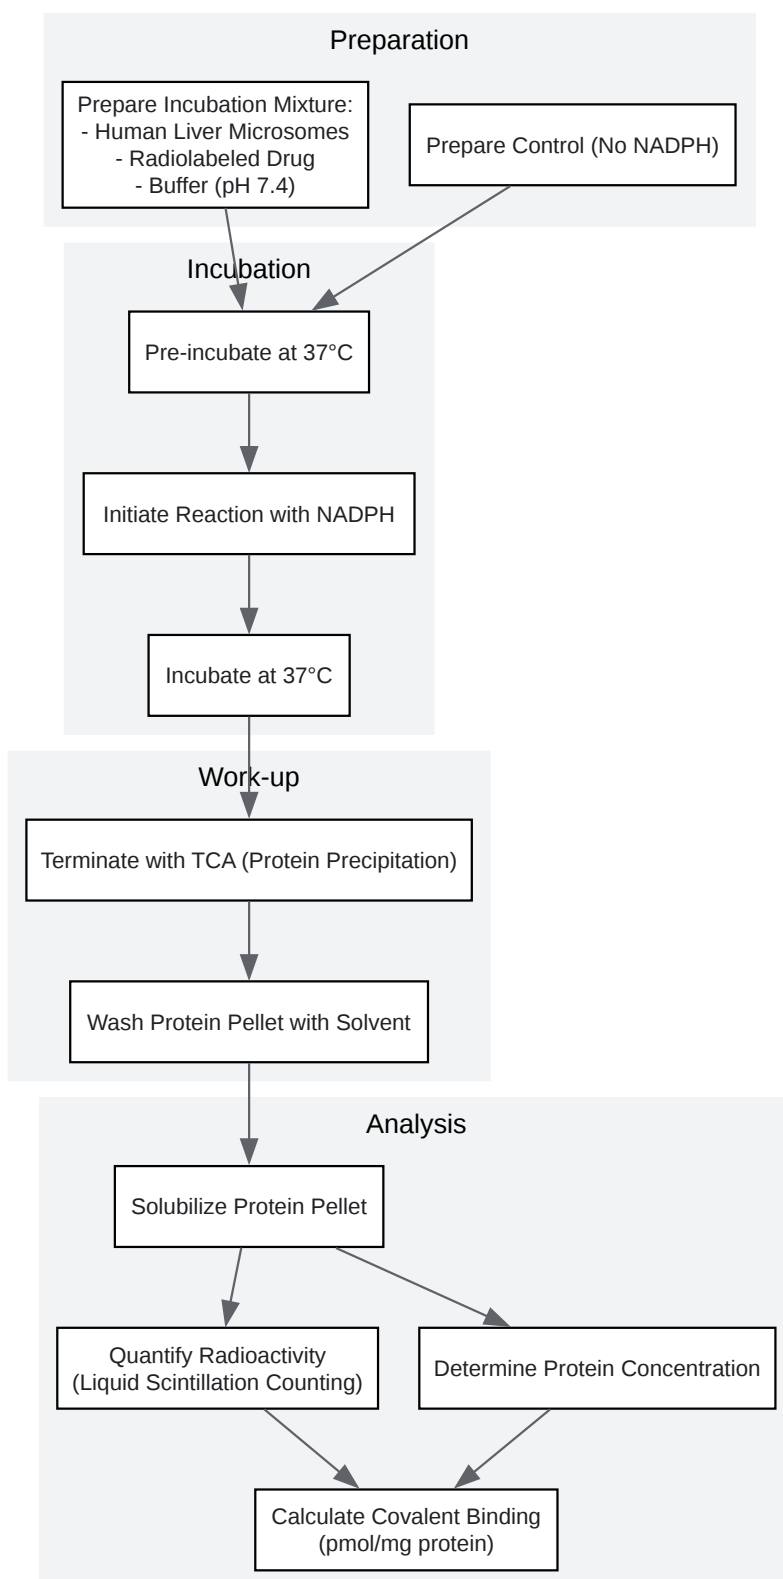 Preparation
Prepare Incubation Mixture:
- Human Liver Microsomes
- Radiolabeled Drug
- Buffer (pH 7.4)
Prepare Control (No NADPH)
Incubation
Pre-incubate at 37°C
Initiate Reaction with NADPH
Incubate at 37°C
Work-up
Terminate with TCA (Protein Precipitation)
Wash Protein Pellet with Solvent
Analysis
Solubilize Protein Pellet
Quantify Radioactivity
(Liquid Scintillation Counting)
Determine Protein Concentration
Calculate Covalent Binding
(pmol/mg protein)